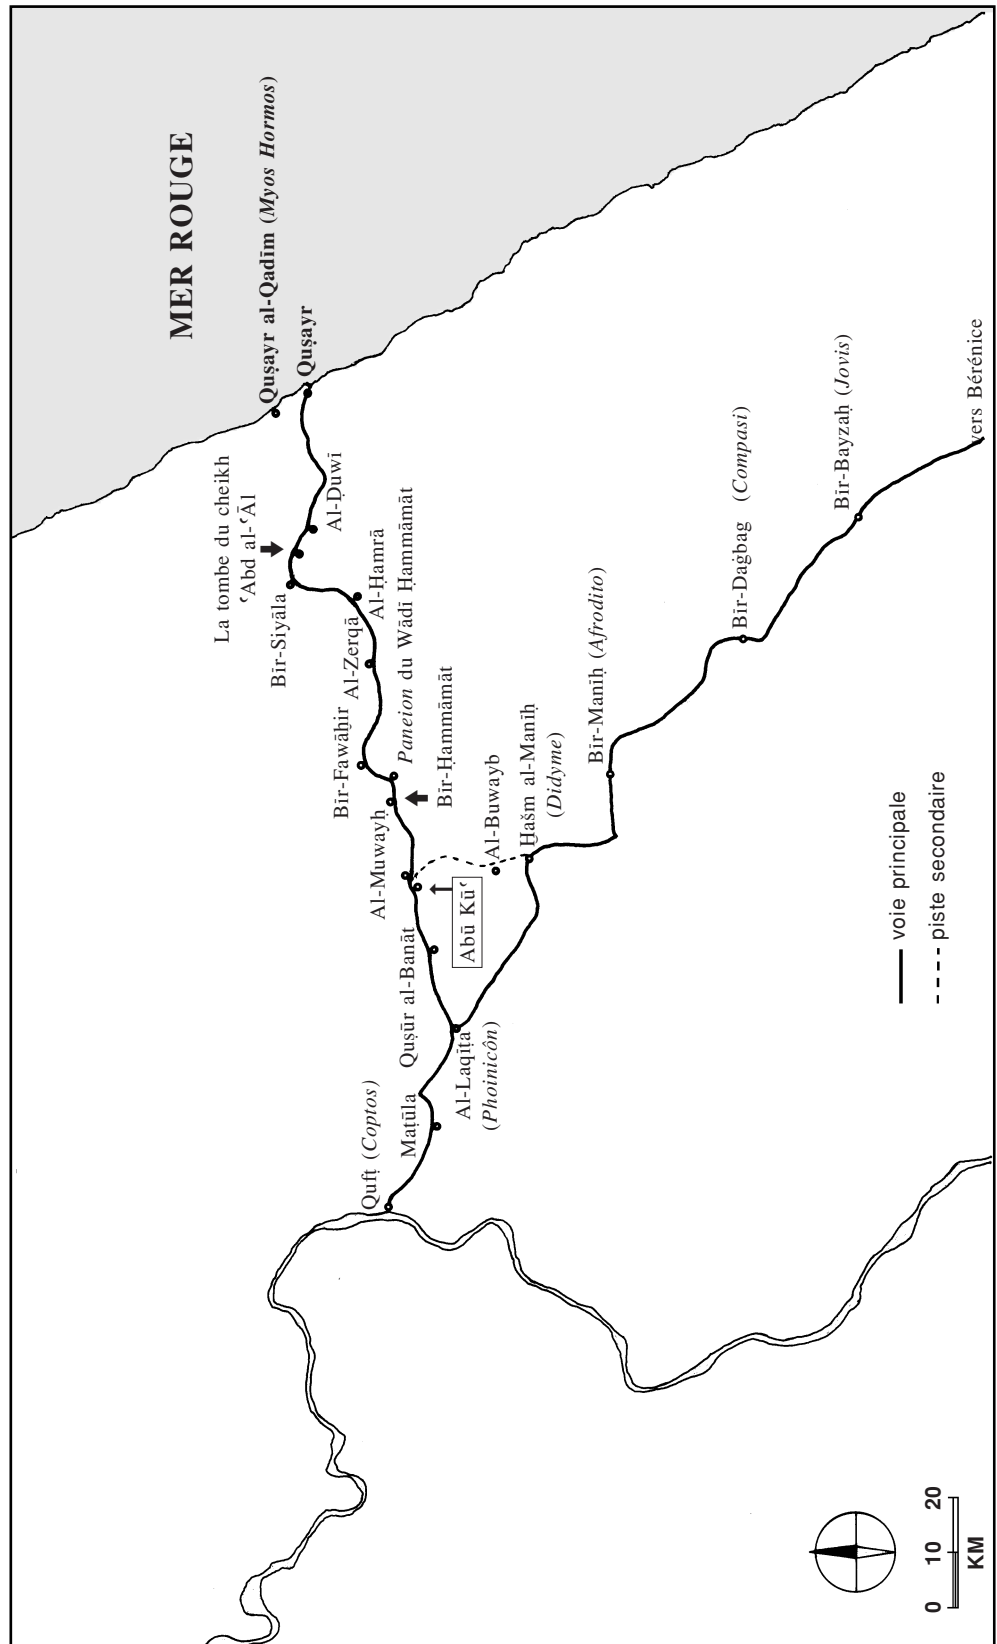 MER ROUGE
Quṣayr al-Qadīm (Myos Hormos)
Quṣayr
La tombe du cheikh
ʿAbd al-ʿĀl
Al-Ḍuwī
Bīr-Siyāla
Al-Ḥamrā
Al-Zerqā
Paneion du Wādī Ḥammāmāt
Bīr-Fawāḫir
Bīr-Ḥammāmāt
Al-Muwayḥ
Abū Kūʿ
Al-Buwayb
Ḫašm al-Manīḥ
(Didyme)
Quṣūr al-Banāt
Al-Laqīṭa
(Phoinicôn)
Maṭūla
Qufṭ (Coptos)
Bīr-Manīḥ (Afrodito)
Bīr-Daġbag (Compasi)
Bīr-Bayzaḥ (Jovis)
vers Bérénice
voie principale
piste secondaire
0 10 20
KM